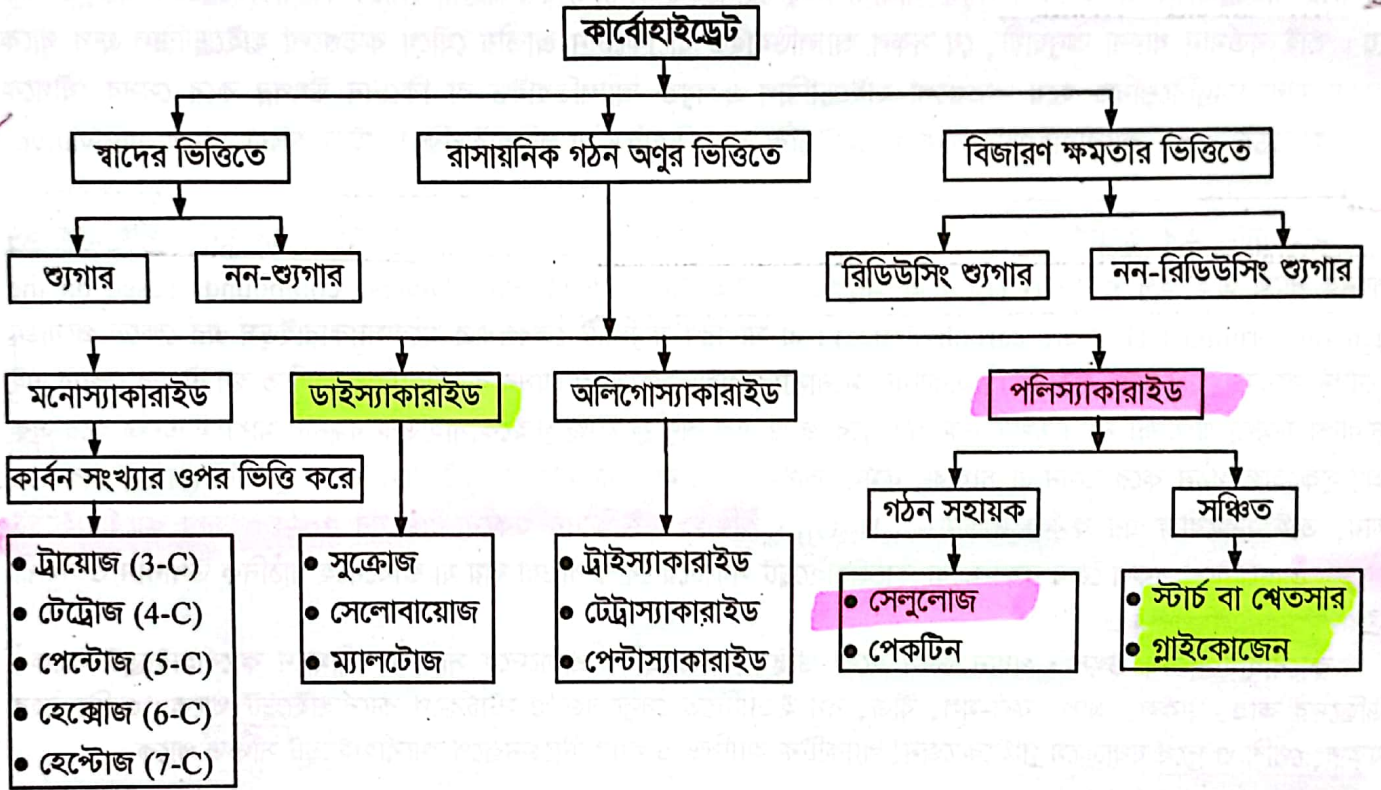 কার্বোহাইড্রেট
স্বাদের ভিত্তিতে
রাসায়নিক গঠন অণুর ভিত্তিতে
বিজারণ ক্ষমতার ভিত্তিতে
শ্যুগার
নন-শ্যুগার
রিডিউসিং শ্যুগার
নন-রিডিউসিং শ্যুগার
মনোস্যাকারাইড
ডাইস্যাকারাইড
অলিগোস্যাকারাইড
পলিস্যাকারাইড
কার্বন সংখ্যার ওপর ভিত্তি করে
গঠন সহায়ক
সঞ্চিত
• ট্রায়োজ (3-C)
• টেট্রোজ (4-C)
• পেন্টোজ (5-C)
• হেক্সোজ (6-C)
• হেপ্টোজ (7-C)
• সুক্রোজ
• সেলোবায়োজ
• ম্যালটোজ
• ট্রাইস্যাকারাইড
• টেট্রাস্যাকারাইড
• পেন্টাস্যাকারাইড
• সেলুলোজ
• পেকটিন
• স্টার্চ বা শ্বেতসার
• গ্লাইকোজেন